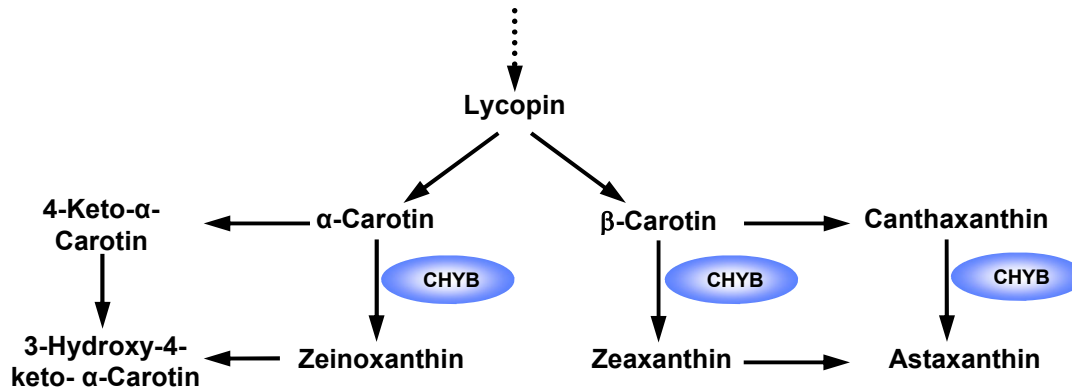 Lycopin
4-Keto-α-
Carotin
α-Carotin
β-Carotin
Canthaxanthin
CHYB
CHYB
CHYB
3-Hydroxy-4-
keto- α-Carotin
Zeinoxanthin
Zeaxanthin
Astaxanthin